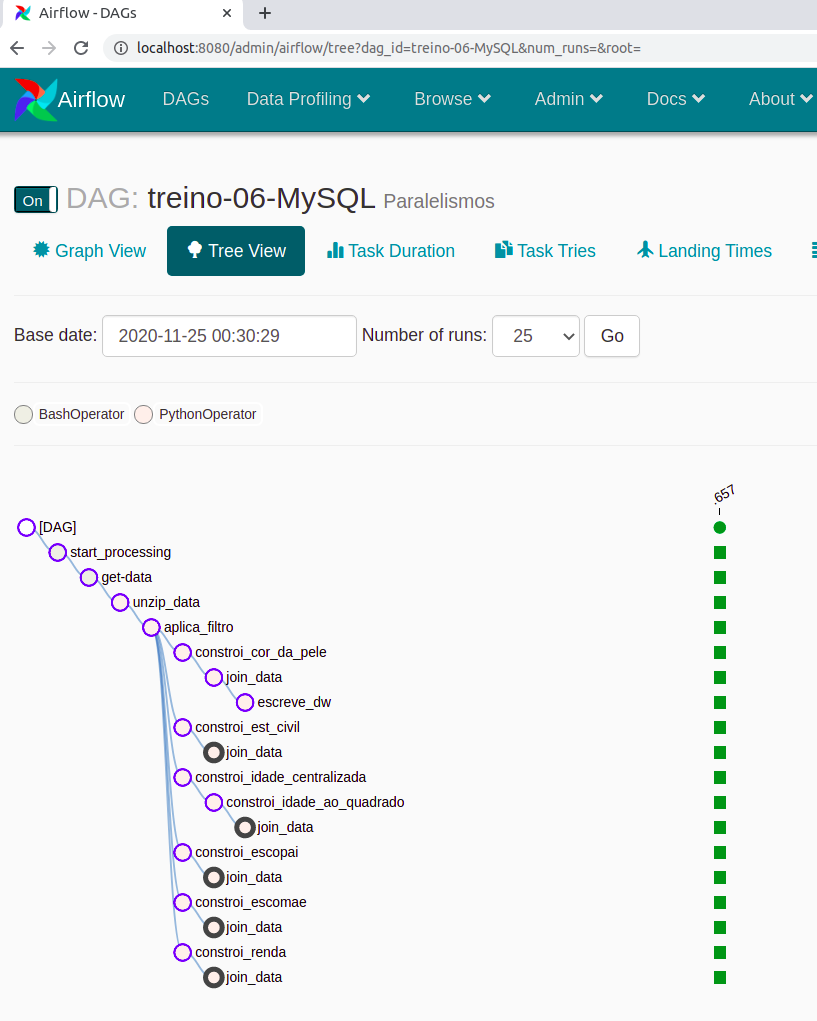 Airflow - DAGs
localhost:8080/admin/airflow/tree?dag_id=treino-06-MySQL&num_runs=&root=
Airflow DAGs Data Profiling Browse Admin Docs About
On DAG: treino-06-MySQL Paralelismos
Graph View Tree View Task Duration Task Tries Landing Times
Base date: 2020-11-25 00:30:29 Number of runs: 25 Go
BashOperator PythonOperator
.657
[DAG]
start_processing
get-data
unzip_data
aplica_filtro
constroi_cor_da_pele
join_data
escreve_dw
constroi_est_civil
join_data
constroi_idade_centralizada
constroi_idade_ao_quadrado
join_data
constroi_escopai
join_data
constroi_escomae
join_data
constroi_renda
join_data